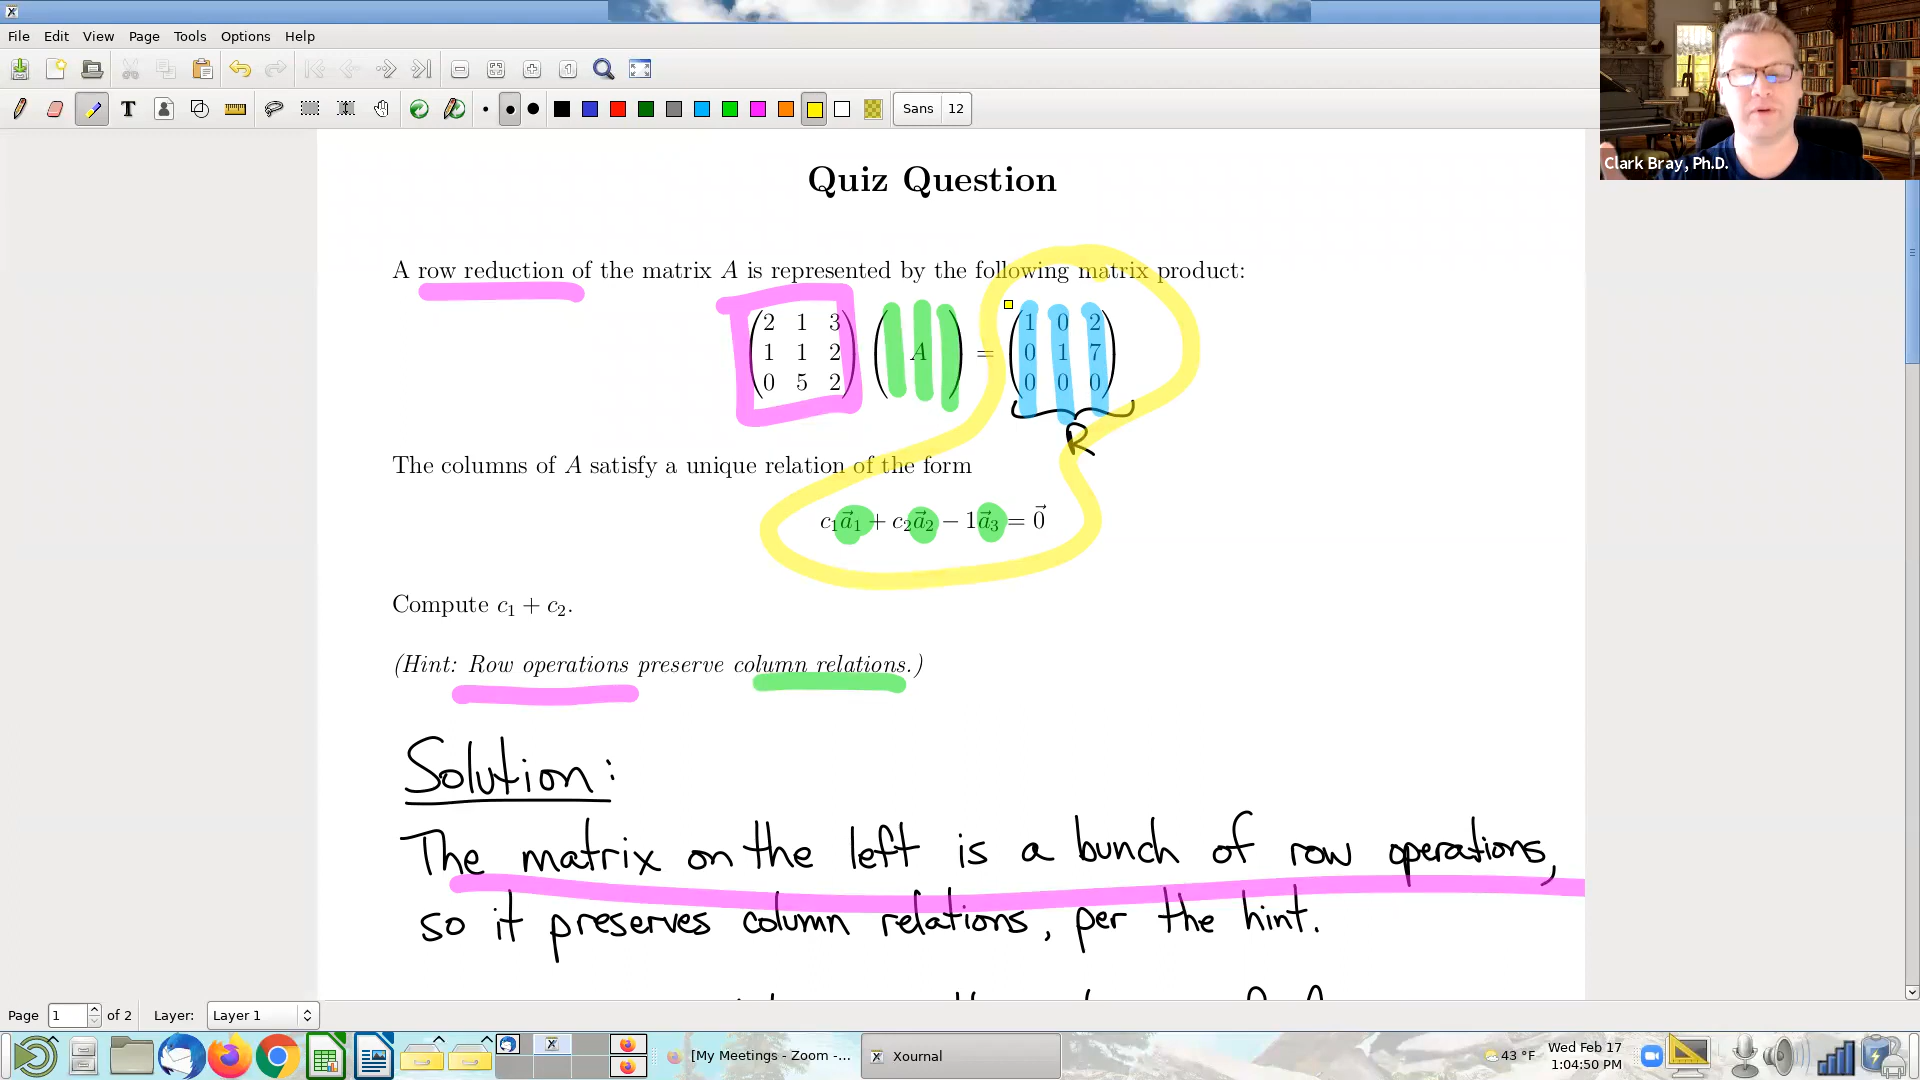 File Edit View Page Tools Options Help
Sans 12
Clark Bray, Ph.D.
Quiz Question
A row reduction of the matrix A is represented by the following matrix product:
(2 1 3) ( ) (1 0 2)
(1 1 2) ( A ) = (0 1 7)
(0 5 2) ( ) (0 0 0)
R
The columns of A satisfy a unique relation of the form
c₁a⃗₁ + c₂a⃗₂ − 1a⃗₃ = 0⃗
Compute c₁ + c₂.
(Hint: Row operations preserve column relations.)
Solution:
The matrix on the left is a bunch of row operations,
so it preserves column relations, per the hint.
Page 1 of 2 Layer: Layer 1
[My Meetings - Zoom -... Xournal 43 °F Wed Feb 17
1:04:50 PM